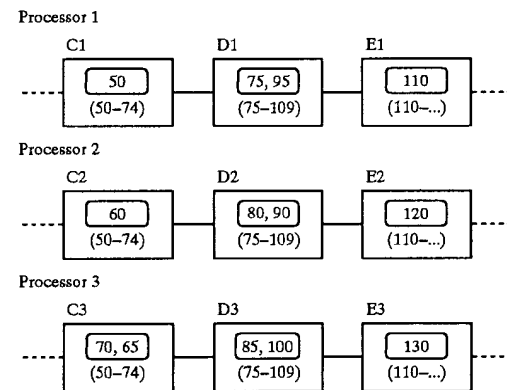 Processor 1
C1 D1 E1
50 75, 95 110
(50–74) (75–109) (110–...)
Processor 2
C2 D2 E2
60 80, 90 120
(50–74) (75–109) (110–...)
Processor 3
C3 D3 E3
70, 65 85, 100 130
(50–74) (75–109) (110–...)